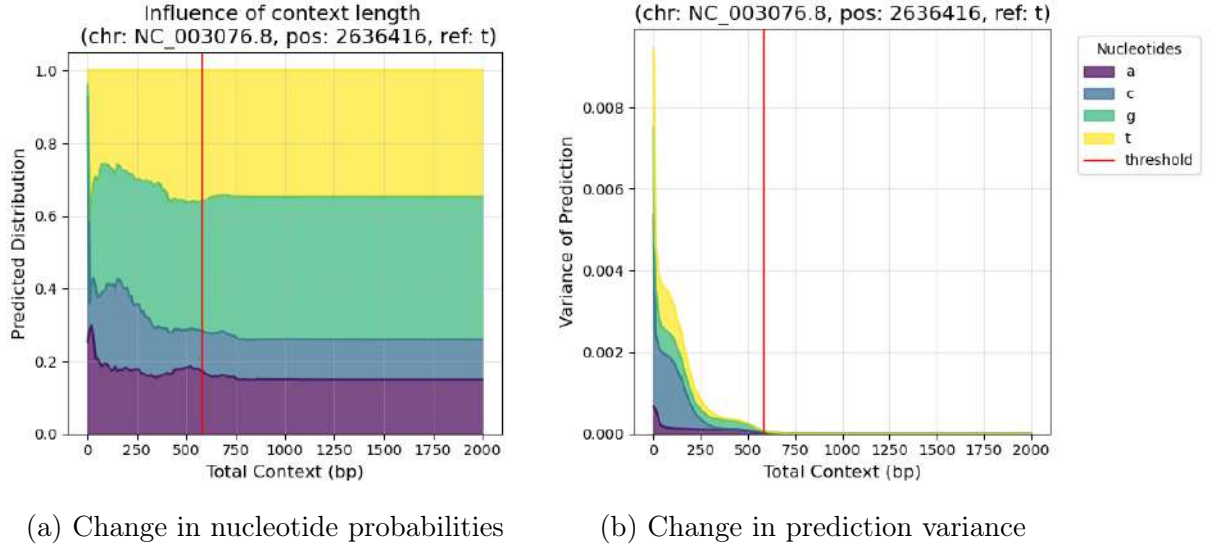 Influence of context length
(chr: NC_003076.8, pos: 2636416, ref: t)
1.0
0.8
0.6
0.4
0.2
0.0
Predicted Distribution
0
250
500
750
1000
1250
1500
1750
2000
Total Context (bp)
(chr: NC_003076.8, pos: 2636416, ref: t)
0.008
0.006
0.004
0.002
0.000
Variance of Prediction
0
250
500
750
1000
1250
1500
1750
2000
Total Context (bp)
Nucleotides
a
c
g
t
threshold
(a) Change in nucleotide probabilities
(b) Change in prediction variance